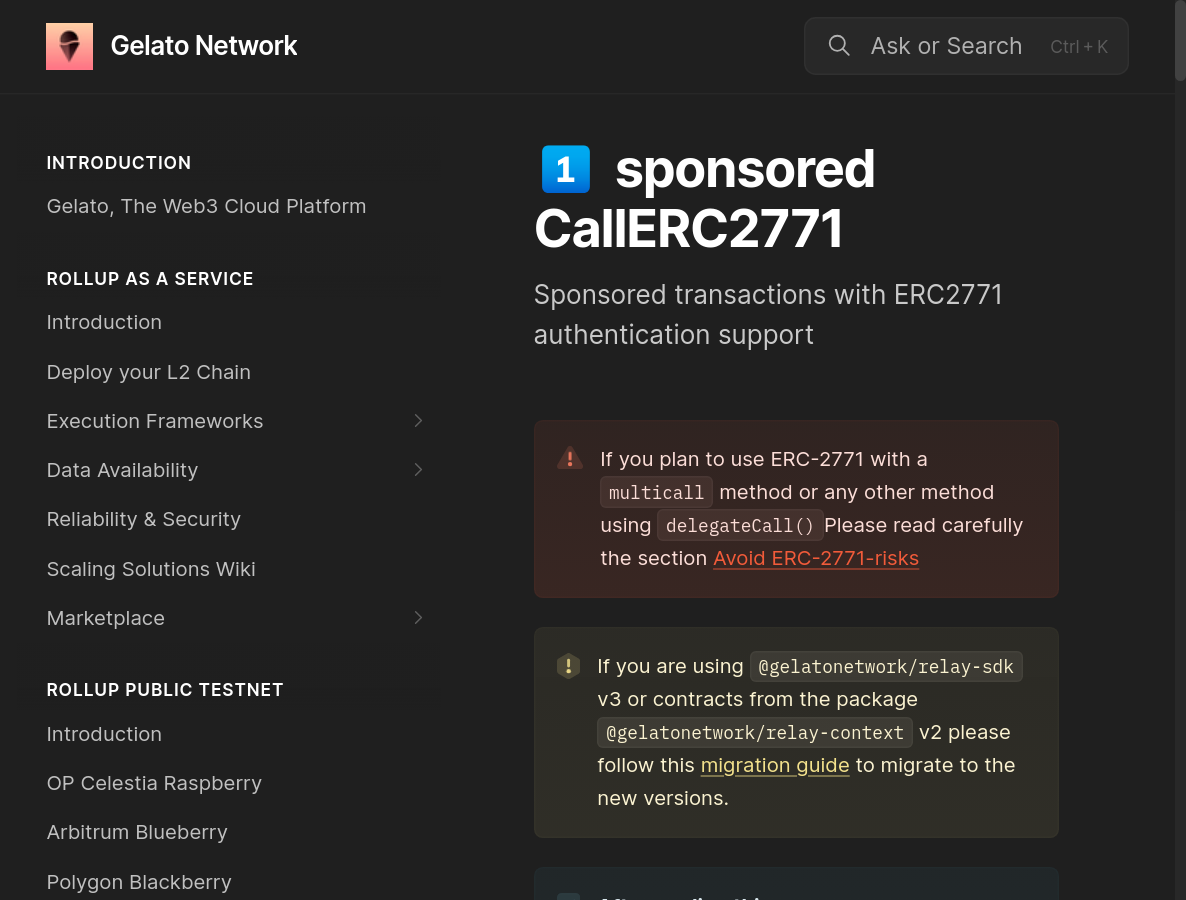 Gelato Network
Ask or Search Ctrl + K
INTRODUCTION
Gelato, The Web3 Cloud Platform
ROLLUP AS A SERVICE
Introduction
Deploy your L2 Chain
Execution Frameworks
Data Availability
Reliability & Security
Scaling Solutions Wiki
Marketplace
ROLLUP PUBLIC TESTNET
Introduction
OP Celestia Raspberry
Arbitrum Blueberry
Polygon Blackberry
1 sponsored
CallERC2771
Sponsored transactions with ERC2771
authentication support
If you plan to use ERC-2771 with a
multicall method or any other method
using delegateCall() Please read carefully
the section Avoid ERC-2771-risks
If you are using @gelatonetwork/relay-sdk
v3 or contracts from the package
@gelatonetwork/relay-context v2 please
follow this migration guide to migrate to the
new versions.